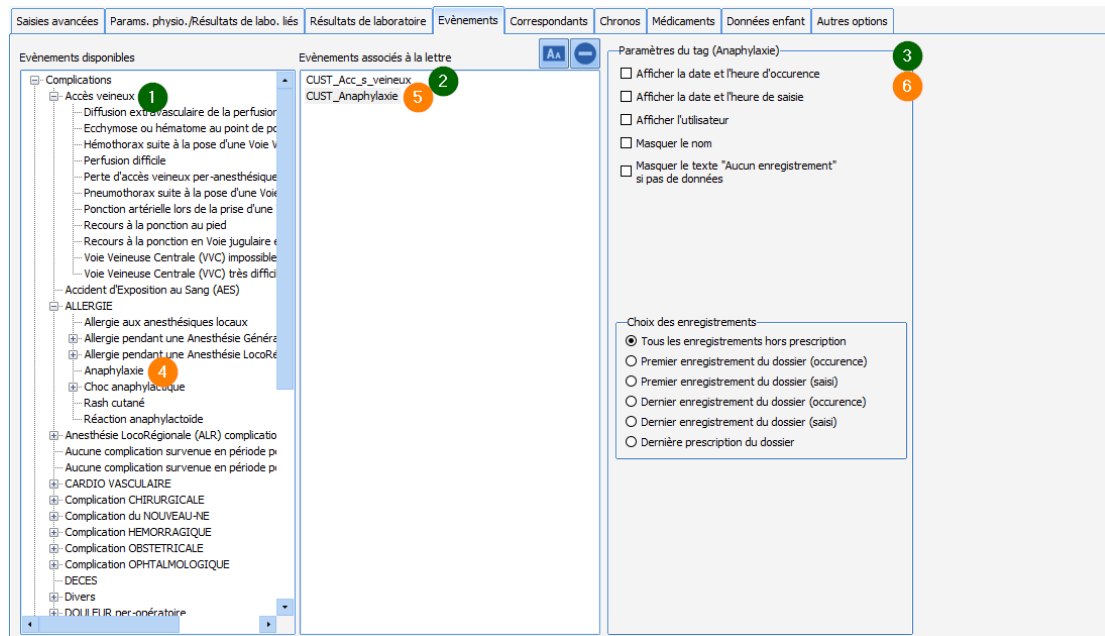 Saisies avancées Params. physio./Résultats de labo. liés Résultats de laboratoire Evènements Correspondants Chronos Médicaments Données enfant Autres options
Evènements disponibles
Complications
Accès veineux
1
Diffusion extravasculaire de la perfusior
Ecchymose ou hématome au point de po
Hémothorax suite à la pose d'une Voie V
Perfusion difficile
Perte d'accès veineux per-anesthésique
Pneumothorax suite à la pose d'une Voie
Ponction artérielle lors de la prise d'une
Recours à la ponction au pied
Recours à la ponction en Voie jugulaire e
Voie Veineuse Centrale (VVC) impossible
Voie Veineuse Centrale (VVC) très diffici
Accident d'Exposition au Sang (AES)
ALLERGIE
Allergie aux anesthésiques locaux
Allergie pendant une Anesthésie Généra
Allergie pendant une Anesthésie LocoRé
Anaphylaxie
4
Choc anaphylactique
Rash cutané
Réaction anaphylactoïde
Anesthésie LocoRégionale (ALR) complicatio
Aucune complication survenue en période pe
Aucune complication survenue en période pe
CARDIO VASCULAIRE
Complication CHIRURGICALE
Complication du NOUVEAU-NE
Complication HEMORRAGIQUE
Complication OBSTETRICALE
Complication OPHTALMOLOGIQUE
DECES
Divers
DOULEUR per-opératoire
Evènements associés à la lettre
AA
CUST_Acc_s_veineux
2
CUST_Anaphylaxie
5
Paramètres du tag (Anaphylaxie)
3
Afficher la date et l'heure d'occurence
6
Afficher la date et l'heure de saisie
Afficher l'utilisateur
Masquer le nom
Masquer le texte "Aucun enregistrement"
si pas de données
Choix des enregistrements
Tous les enregistrements hors prescription
Premier enregistrement du dossier (occurence)
Premier enregistrement du dossier (saisi)
Dernier enregistrement du dossier (occurence)
Dernier enregistrement du dossier (saisi)
Dernière prescription du dossier